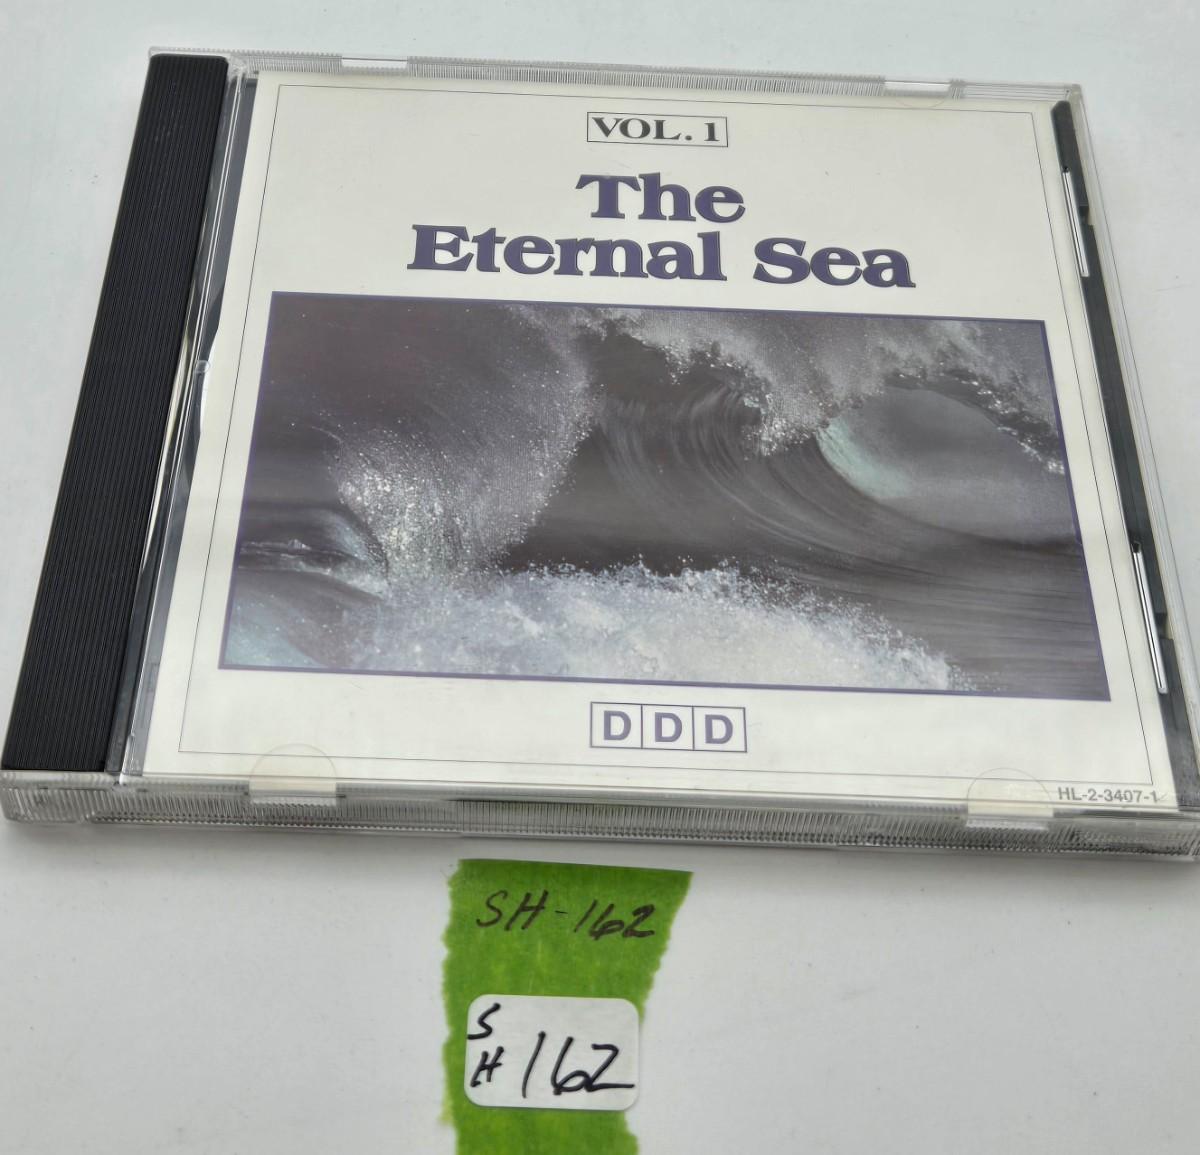 VOL. 1
The
Eternal Sea
DDD
HL-2-3407-1
SH-162
S
H 162